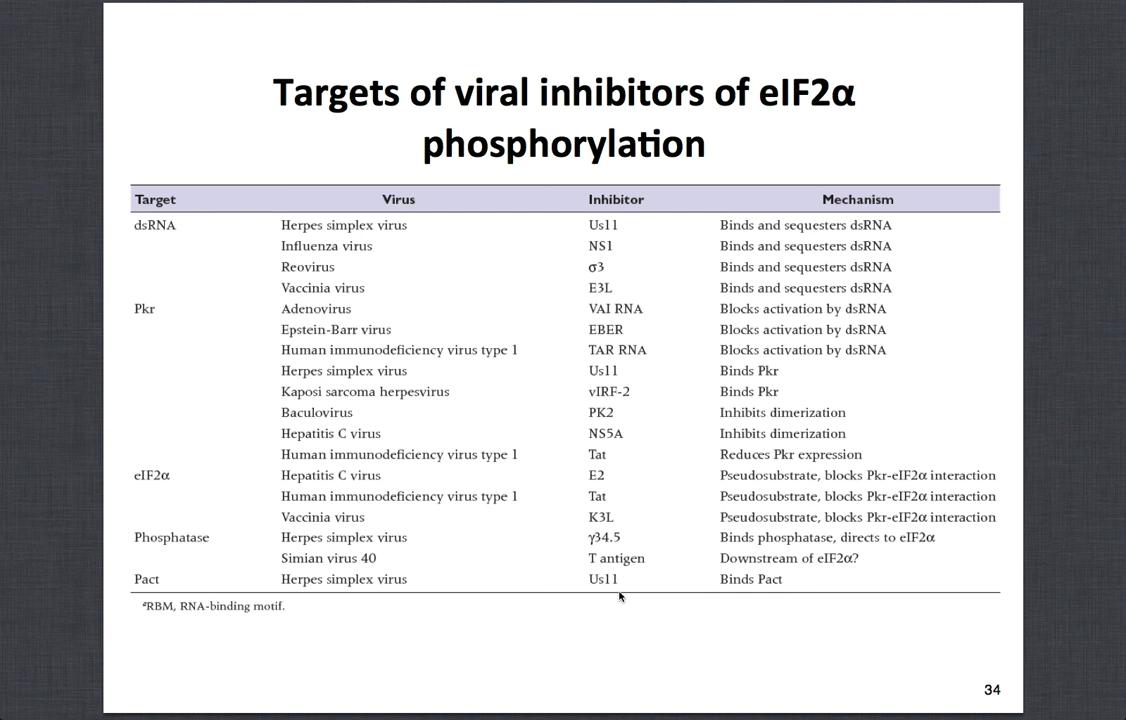 Targets of viral inhibitors of eIF2α
phosphorylation
Target Virus Inhibitor Mechanism
dsRNA Herpes simplex virus Us11 Binds and sequesters dsRNA
Influenza virus NS1 Binds and sequesters dsRNA
Reovirus σ3 Binds and sequesters dsRNA
Vaccinia virus E3L Binds and sequesters dsRNA
Pkr Adenovirus VAI RNA Blocks activation by dsRNA
Epstein-Barr virus EBER Blocks activation by dsRNA
Human immunodeficiency virus type 1 TAR RNA Blocks activation by dsRNA
Herpes simplex virus Us11 Binds Pkr
Kaposi sarcoma herpesvirus vIRF-2 Binds Pkr
Baculovirus PK2 Inhibits dimerization
Hepatitis C virus NS5A Inhibits dimerization
Human immunodeficiency virus type 1 Tat Reduces Pkr expression
eIF2α Hepatitis C virus E2 Pseudosubstrate, blocks Pkr-eIF2α interaction
Human immunodeficiency virus type 1 Tat Pseudosubstrate, blocks Pkr-eIF2α interaction
Vaccinia virus K3L Pseudosubstrate, blocks Pkr-eIF2α interaction
Phosphatase Herpes simplex virus γ34.5 Binds phosphatase, directs to eIF2α
Simian virus 40 T antigen Downstream of eIF2α?
Pact Herpes simplex virus Us11 Binds Pact
ᵃRBM, RNA-binding motif.
34